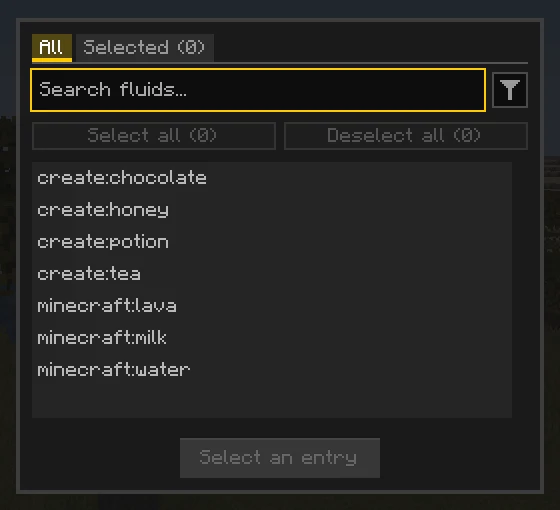 All Selected (0)
Search fluids...
Select all (0) Deselect all (0)
create:chocolate
create:honey
create:potion
create:tea
minecraft:lava
minecraft:milk
minecraft:water
Select an entry